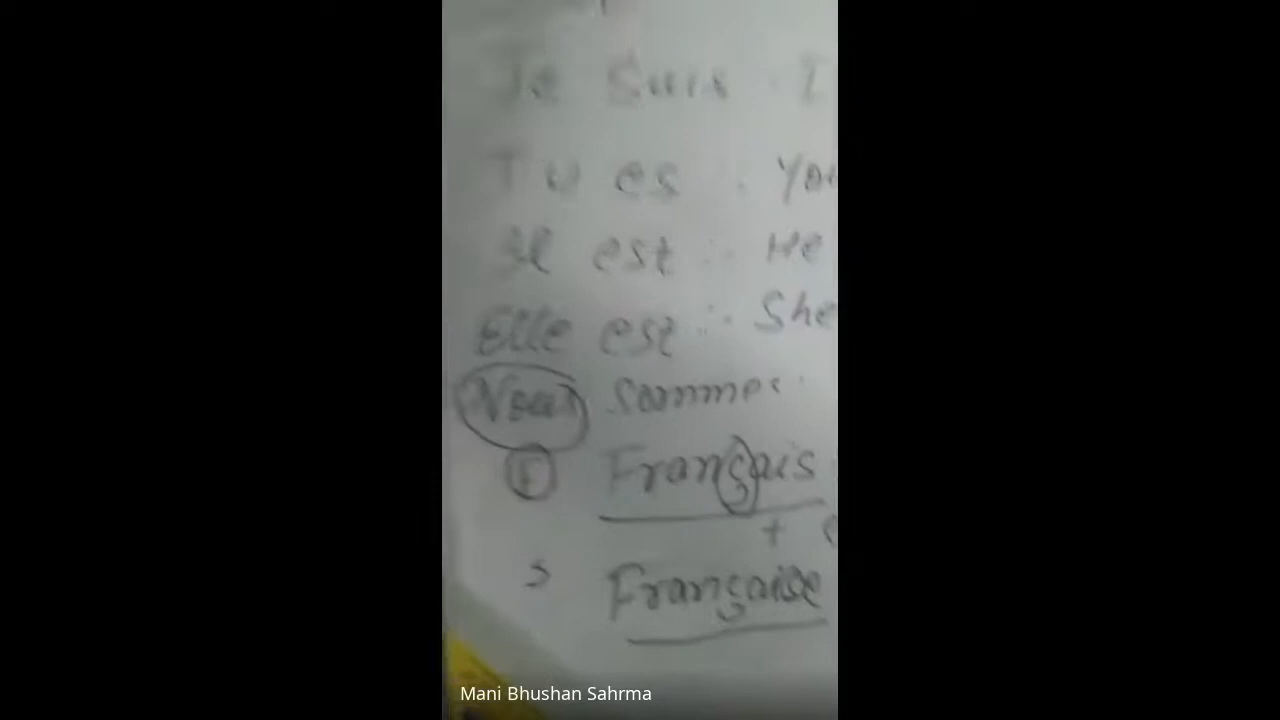 Je Suis I
Tu es . You
Il est :- He
Elle est :- She
Nous Sommes
Français
+
s Française
Mani Bhushan Sahrma